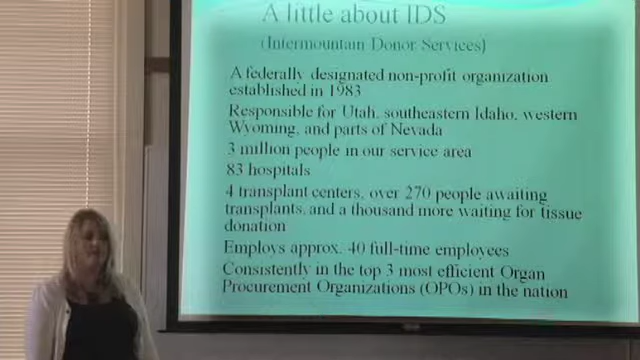 A little about IDS
(Intermountain Donor Services)
A federally designated non-profit organization
established in 1983
Responsible for Utah, southeastern Idaho, western
Wyoming, and parts of Nevada
3 million people in our service area
83 hospitals
4 transplant centers, over 270 people awaiting
transplants, and a thousand more waiting for tissue
donation
Employs approx. 40 full-time employees
Consistently in the top 3 most efficient Organ
Procurement Organizations (OPOs) in the nation